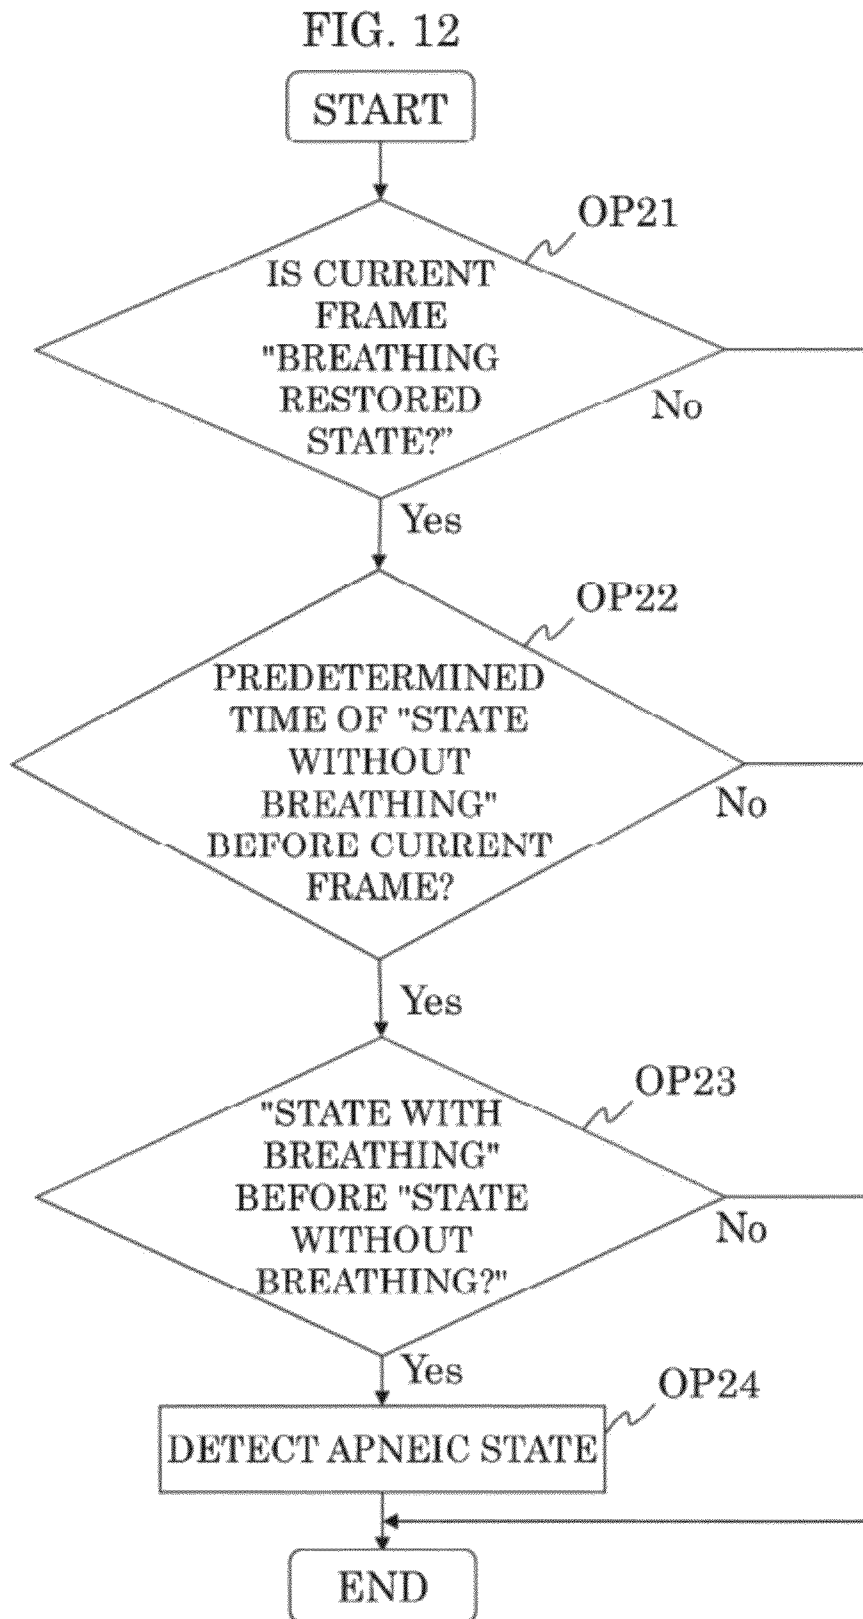 FIG. 12
START
OP21
IS CURRENT
FRAME
"BREATHING
RESTORED
STATE?"
No
Yes
OP22
PREDETERMINED
TIME OF "STATE
WITHOUT
BREATHING"
BEFORE CURRENT
FRAME?
No
Yes
OP23
"STATE WITH
BREATHING"
BEFORE "STATE
WITHOUT
BREATHING?"
No
Yes
OP24
DETECT APNEIC STATE
END